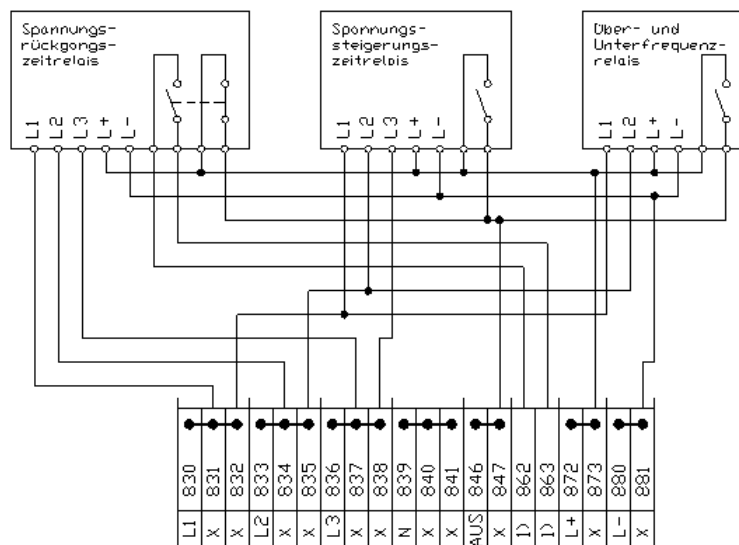 Spannungs-
rückgangs-
zeitrelais
L1 L2 L3 L+ L-
Spannungs-
steigerungs-
zeitrelais
L1 L2 L3 L+ L-
Über- und
Unterfrequenz-
relais
L1 L2 L+ L-
830 831 832 833 834 835 836 837 838 839 840 841 846 847 862 863 872 873 880 881
L1 X X L2 X X L3 X X N X X AUS X 1) 1) L+ X L- X